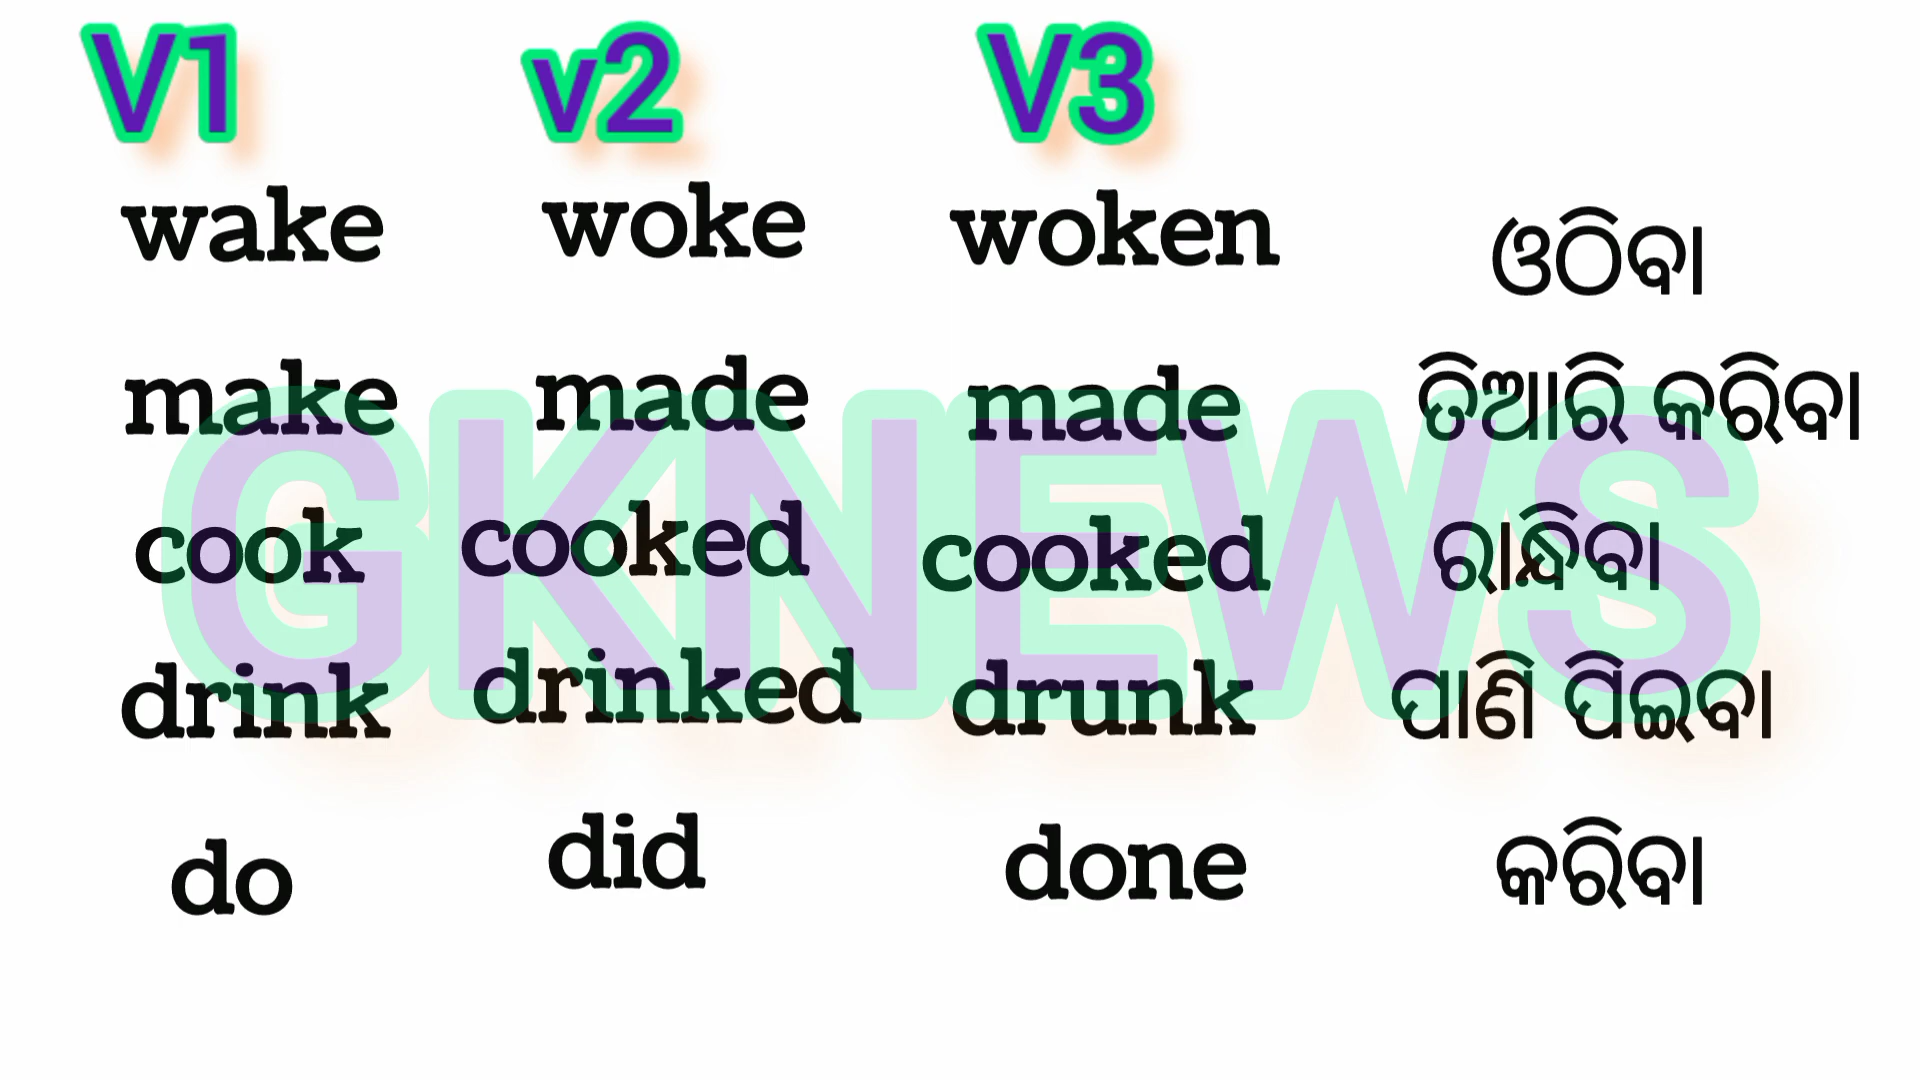 V1 v2 V3
wake woke woken ଓଠିବା
make made made ତିଆରି କରିବା
cook cooked cooked ରାନ୍ଧିବା
drink drinked drunk ପାଣି ପିଇବା
do did done କରିବା
GKNEWS